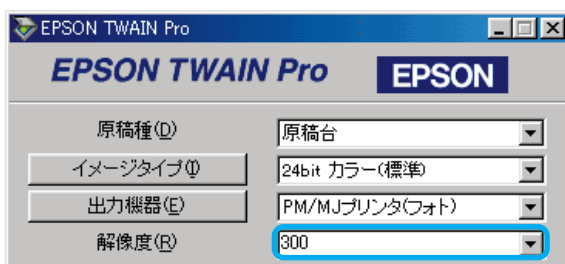 EPSON TWAIN Pro
EPSON TWAIN Pro EPSON
原稿種(D) 原稿台
イメージタイプ(I) 24bit カラー(標準)
出力機器(E) PM/MJプリンタ(フォト)
解像度(R) 300